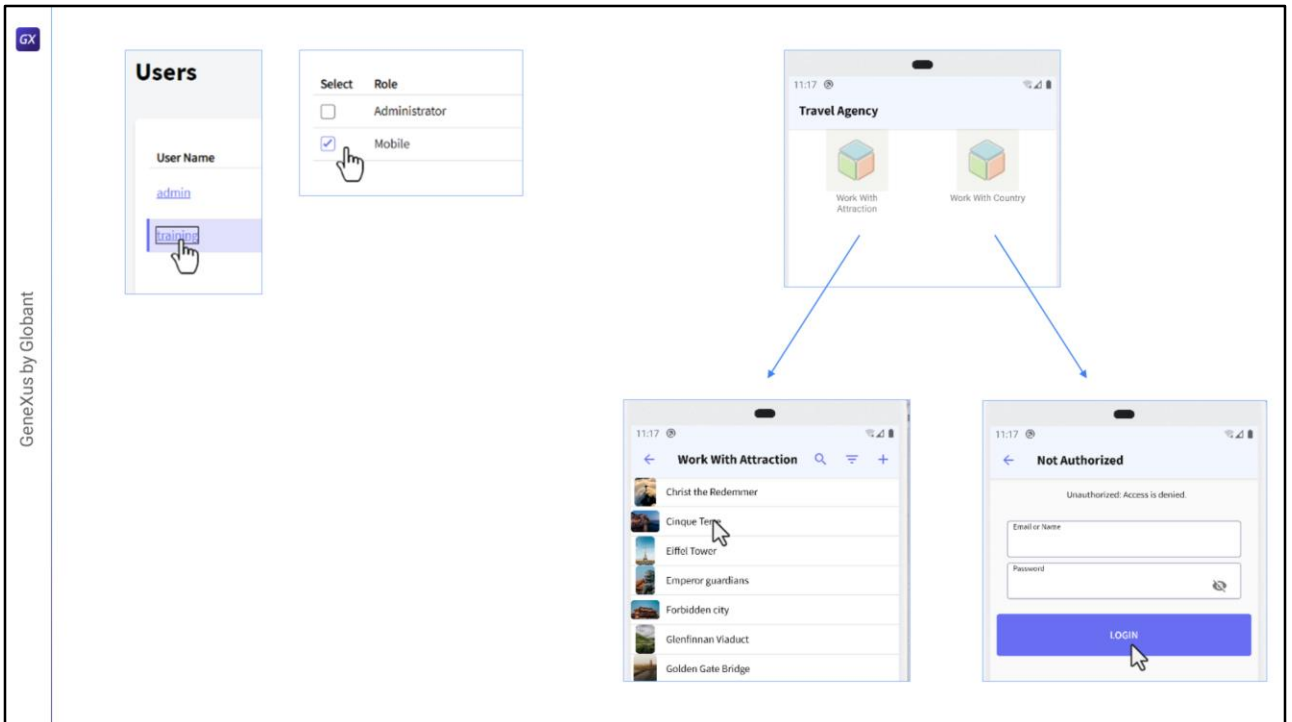 GX
GeneXus by Globant
Users
User Name
admin
training
Select Role
Administrator
Mobile
11:17
Travel Agency
Work With
Attraction
Work With Country
11:17
Work With Attraction
Christ the Redemmer
Cinque Terre
Eiffel Tower
Emperor guardians
Forbidden city
Glenfinnan Viaduct
Golden Gate Bridge
11:17
Not Authorized
Unauthorized: Access is denied.
Email or Name
Password
LOGIN